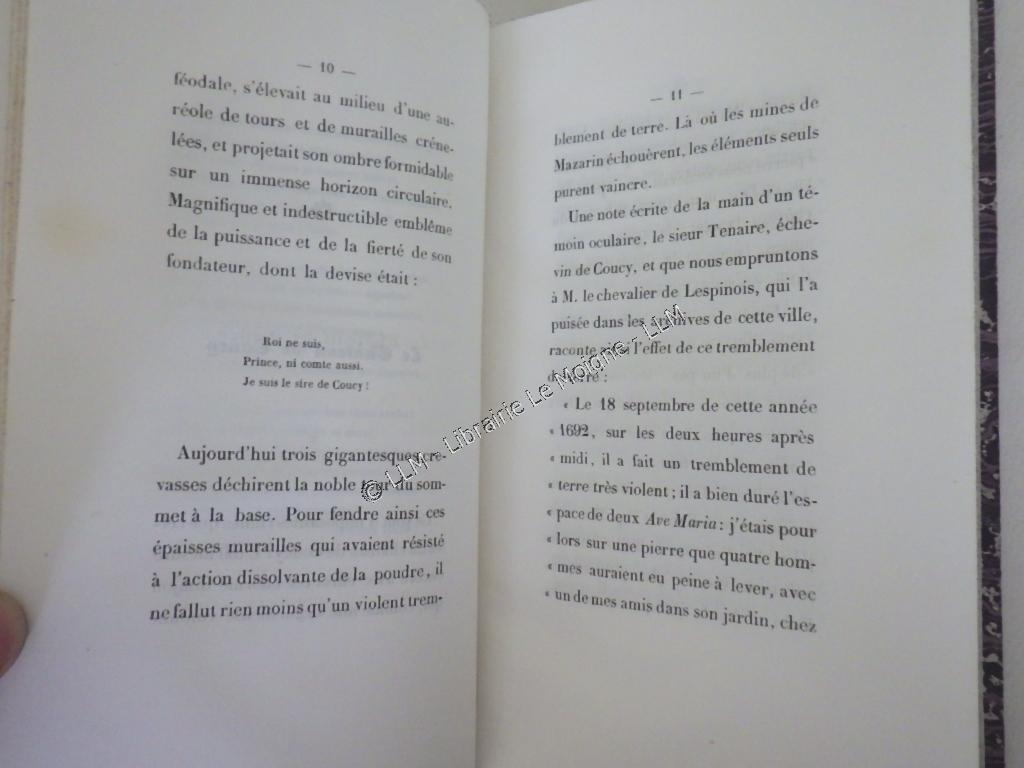 — 10 —
féodale, s'élevait au milieu d'une au-
réole de tours et de murailles créne-
lées, et projetait son ombre formidable
sur un immense horizon circulaire.
Magnifique et indestructible emblême
de la puissance et de la fierté de son
fondateur, dont la devise était :
Roi ne suis,
Prince, ni comte aussi.
Je suis le sire de Coucy !
Aujourd'hui trois gigantesques cre-
vasses déchirent la noble tour du som-
met à la base. Pour fendre ainsi ces
épaisses murailles qui avaient résisté
à l'action dissolvante de la poudre, il
ne fallut rien moins qu'un violent trem-
— 11 —
blement de terre. Là où les mines de
Mazarin échouèrent, les éléments seuls
purent vaincre.
Une note écrite de la main d'un té-
moin oculaire, le sieur Tenaire, éche-
vin de Coucy, et que nous empruntons
à M. le chevalier de Lespinois, qui l'a
puisée dans les archives de cette ville,
raconte ainsi l'effet de ce tremblement
de terre :
« Le 18 septembre de cette année
« 1692, sur les deux heures après
« midi, il a fait un tremblement de
« terre très violent ; il a bien duré l'es-
« pace de deux Ave Maria : j'étais pour
« lors sur une pierre que quatre hom-
« mes auraient eu peine à lever, avec
« un de mes amis dans son jardin, chez
© LLM - Librairie Le Moigne - LLM